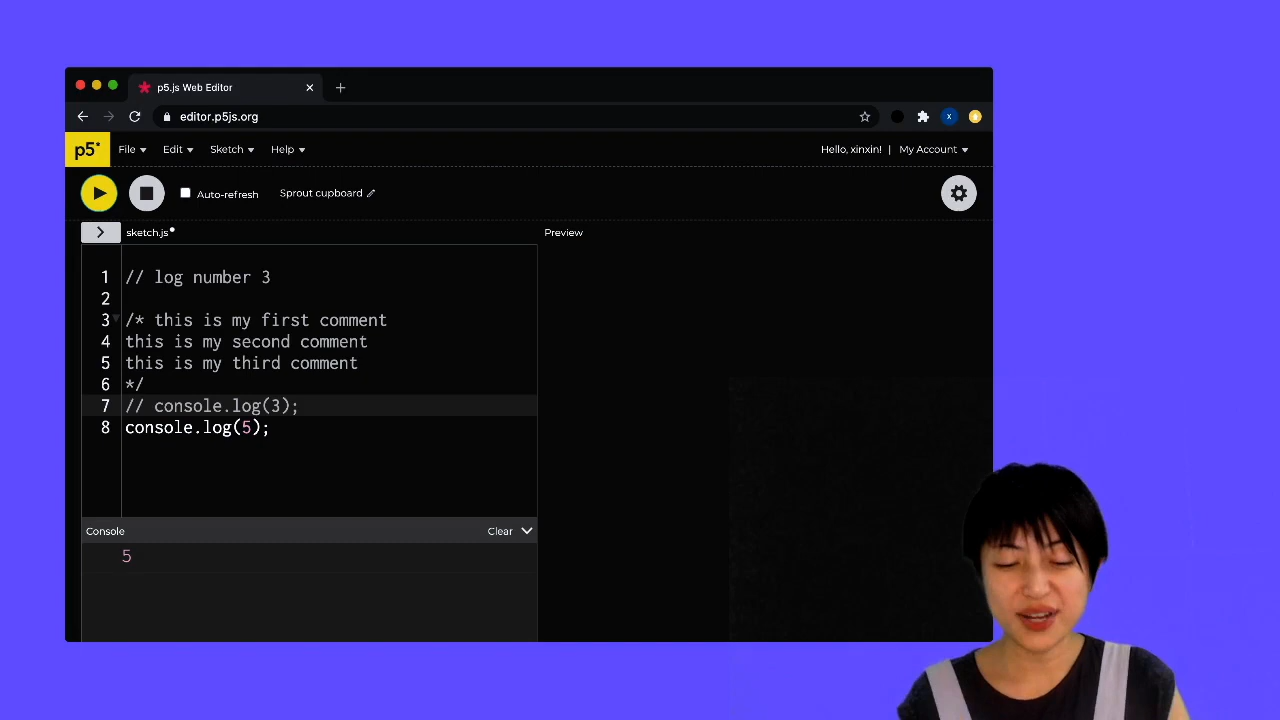 p5.js Web Editor
editor.p5js.org
x
p5* File Edit Sketch Help Hello, xinxin! | My Account
Auto-refresh Sprout cupboard
> sketch.js Preview
1 // log number 3
2
3 /* this is my first comment
4 this is my second comment
5 this is my third comment
6 */
7 // console.log(3);
8 console.log(5);
Console Clear
5